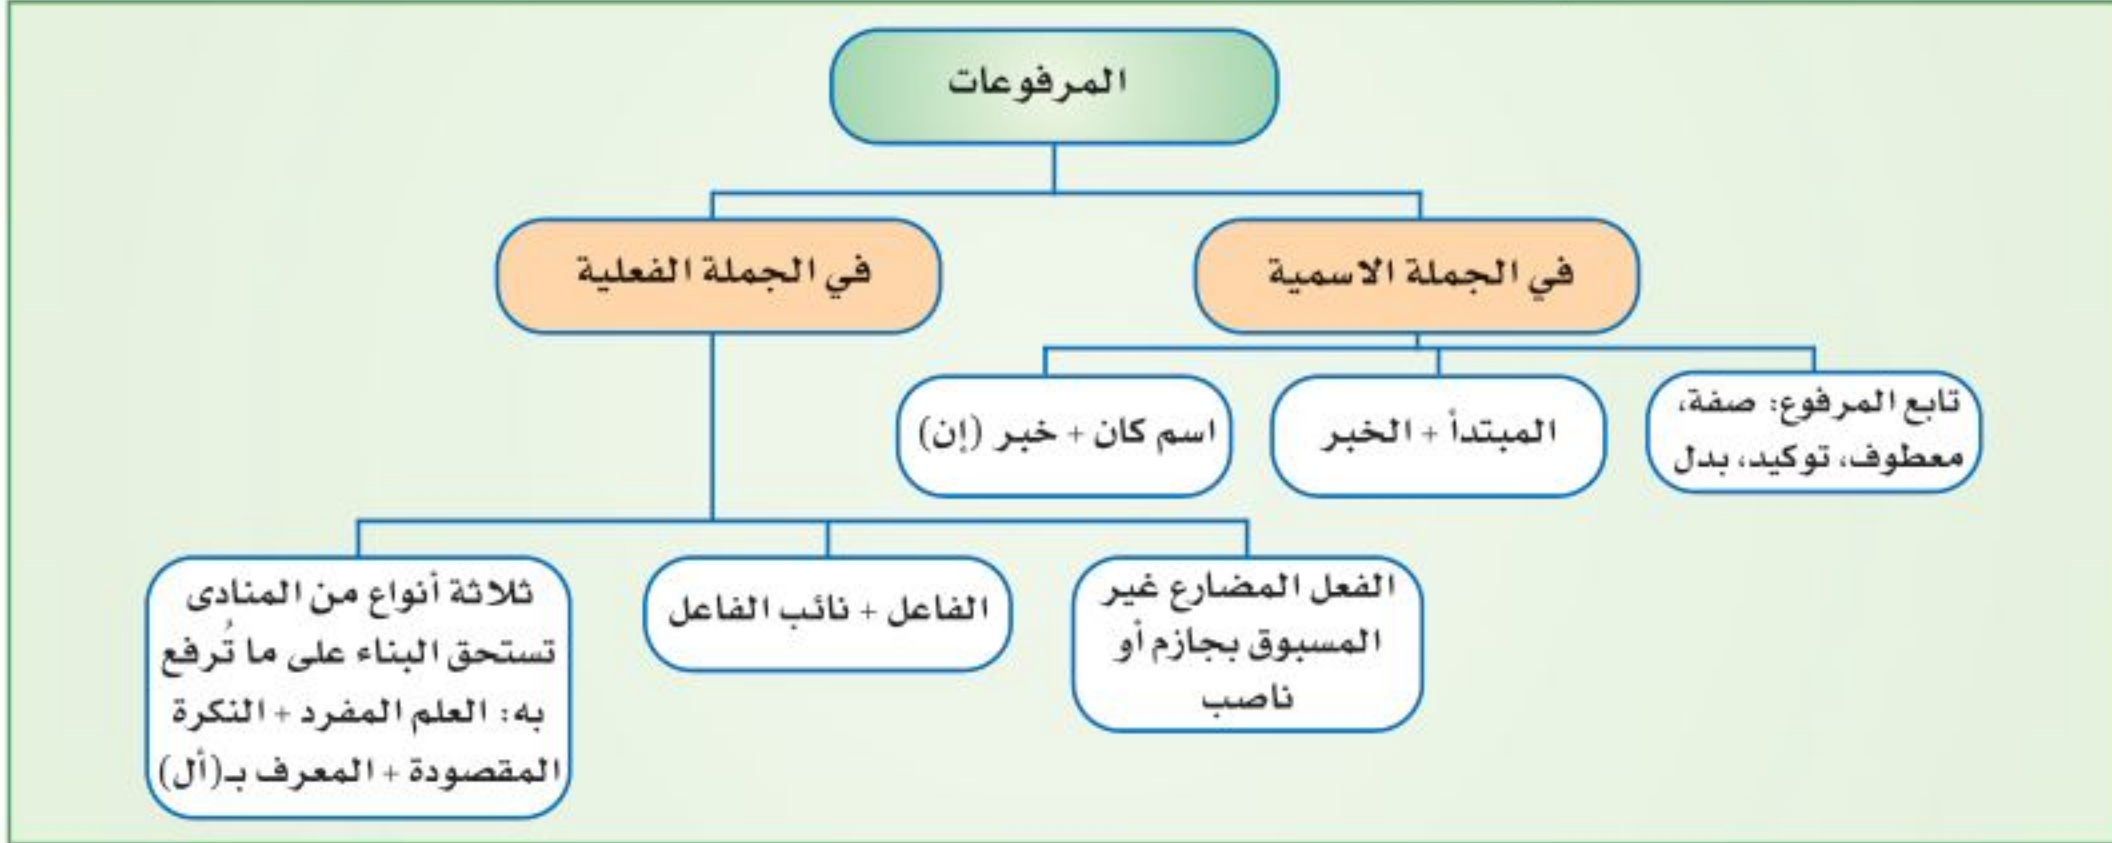 المرفوعات
في الجملة الاسمية
في الجملة الفعلية
تابع المرفوع: صفة،
معطوف، توكيد، بدل
المبتدأ + الخبر
اسم كان + خبر (إن)
الفعل المضارع غير
المسبوق بجازم أو
ناصب
الفاعل + نائب الفاعل
ثلاثة أنواع من المنادى
تستحق البناء على ما تُرفع
به: العلم المفرد + النكرة
المقصودة + المعرف بـ(أل)